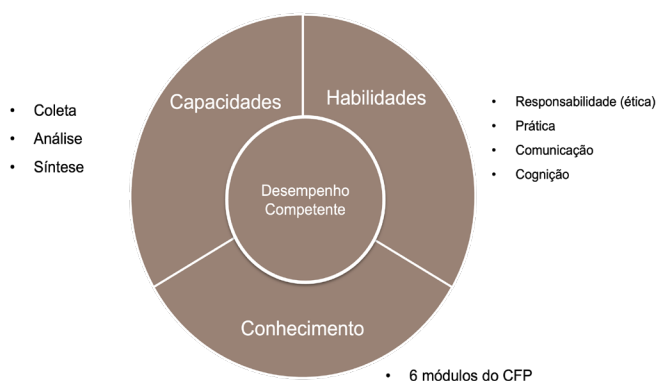 Capacidades
Habilidades
• Coleta
• Análise
• Síntese
• Responsabilidade (ética)
• Prática
• Comunicação
• Cognição
Desempenho
Competente
Conhecimento
• 6 módulos do CFP